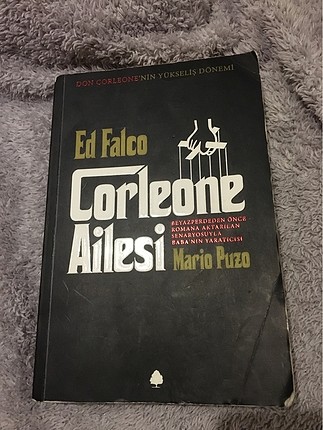 DON CORLEONE'NİN YÜKSELİŞ DÖNEMİ
Ed Falco
Corleone
Ailesi
BEYAZPERDEDEN ÖNCE
ROMANA AKTARILAN
SENARYOSUYLA
BABA'NIN YARATICISI
Mario Puzo